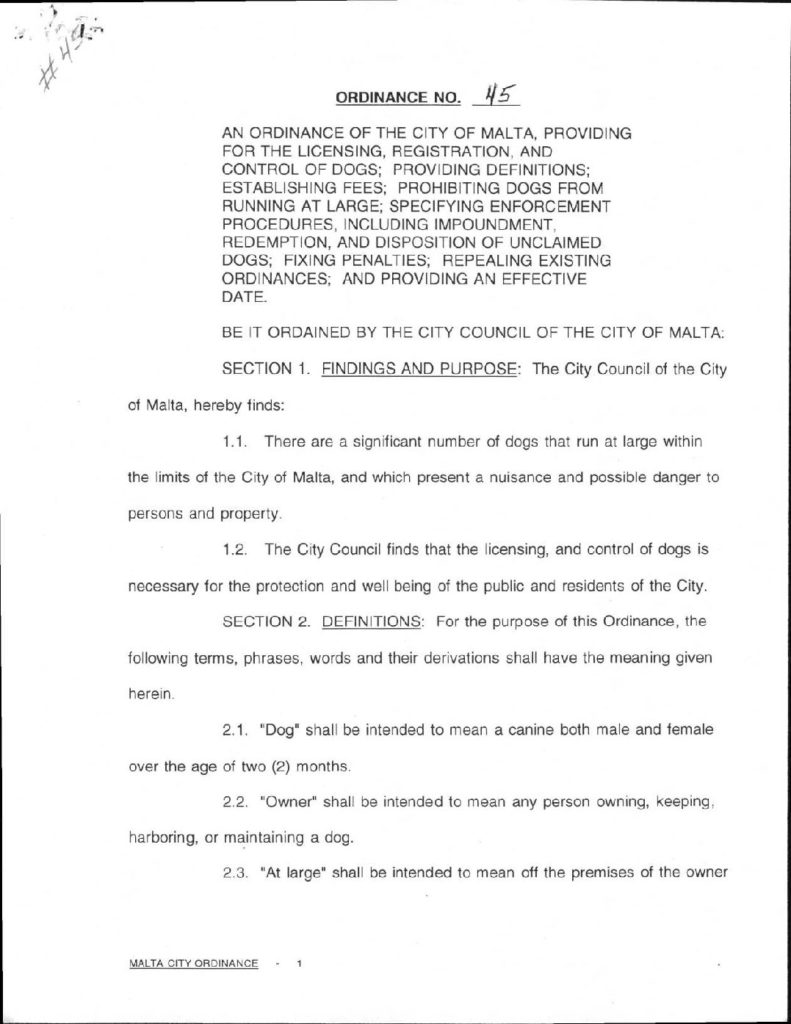 #45
ORDINANCE NO. 45
AN ORDINANCE OF THE CITY OF MALTA, PROVIDING
FOR THE LICENSING, REGISTRATION, AND
CONTROL OF DOGS; PROVIDING DEFINITIONS;
ESTABLISHING FEES; PROHIBITING DOGS FROM
RUNNING AT LARGE; SPECIFYING ENFORCEMENT
PROCEDURES, INCLUDING IMPOUNDMENT,
REDEMPTION, AND DISPOSITION OF UNCLAIMED
DOGS; FIXING PENALTIES; REPEALING EXISTING
ORDINANCES; AND PROVIDING AN EFFECTIVE
DATE.
BE IT ORDAINED BY THE CITY COUNCIL OF THE CITY OF MALTA:
SECTION 1. FINDINGS AND PURPOSE: The City Council of the City
of Malta, hereby finds:
1.1. There are a significant number of dogs that run at large within
the limits of the City of Malta, and which present a nuisance and possible danger to
persons and property.
1.2. The City Council finds that the licensing, and control of dogs is
necessary for the protection and well being of the public and residents of the City.
SECTION 2. DEFINITIONS: For the purpose of this Ordinance, the
following terms, phrases, words and their derivations shall have the meaning given
herein.
2.1. "Dog" shall be intended to mean a canine both male and female
over the age of two (2) months.
2.2. "Owner" shall be intended to mean any person owning, keeping,
harboring, or maintaining a dog.
2.3. "At large" shall be intended to mean off the premises of the owner
MALTA CITY ORDINANCE - 1